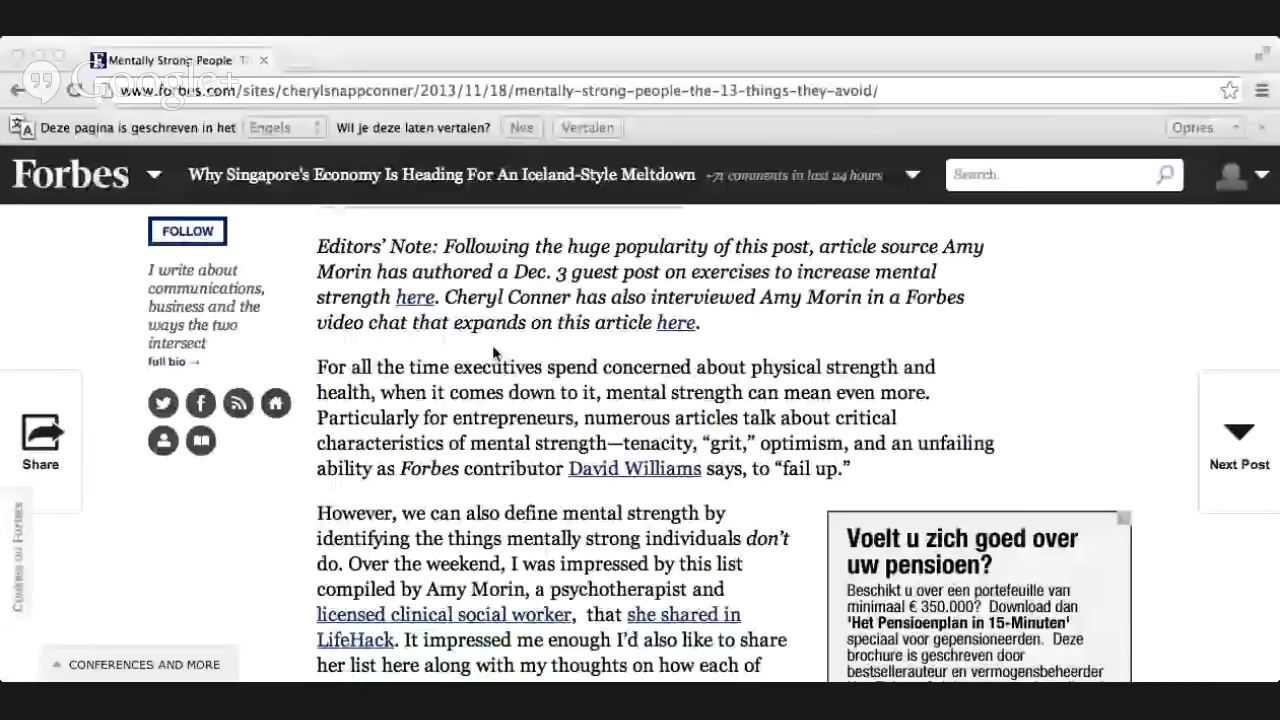 Mentally Strong People
Google+
www.forbes.com/sites/cherylsnappconner/2013/11/18/mentally-strong-people-the-13-things-they-avoid/
Deze pagina is geschreven in het Engels Wil je deze laten vertalen? Nee Vertalen Opties
Forbes Why Singapore's Economy Is Heading For An Iceland-Style Meltdown +71 comments in last 24 hours Search
FOLLOW
I write about
communications,
business and the
ways the two
intersect
full bio →
Share
CONFERENCES AND MORE
Editors' Note: Following the huge popularity of this post, article source Amy
Morin has authored a Dec. 3 guest post on exercises to increase mental
strength here. Cheryl Conner has also interviewed Amy Morin in a Forbes
video chat that expands on this article here.
For all the time executives spend concerned about physical strength and
health, when it comes down to it, mental strength can mean even more.
Particularly for entrepreneurs, numerous articles talk about critical
characteristics of mental strength—tenacity, “grit,” optimism, and an unfailing
ability as Forbes contributor David Williams says, to “fail up.”
However, we can also define mental strength by
identifying the things mentally strong individuals don't
do. Over the weekend, I was impressed by this list
compiled by Amy Morin, a psychotherapist and
licensed clinical social worker, that she shared in
LifeHack. It impressed me enough I'd also like to share
her list here along with my thoughts on how each of
Next Post
Voelt u zich goed over
uw pensioen?
Beschikt u over een portefeuille van
minimaal € 350.000? Download dan
'Het Pensioenplan in 15-Minuten'
speciaal voor gepensioneerden. Deze
brochure is geschreven door
bestsellerauteur en vermogensbeheerder